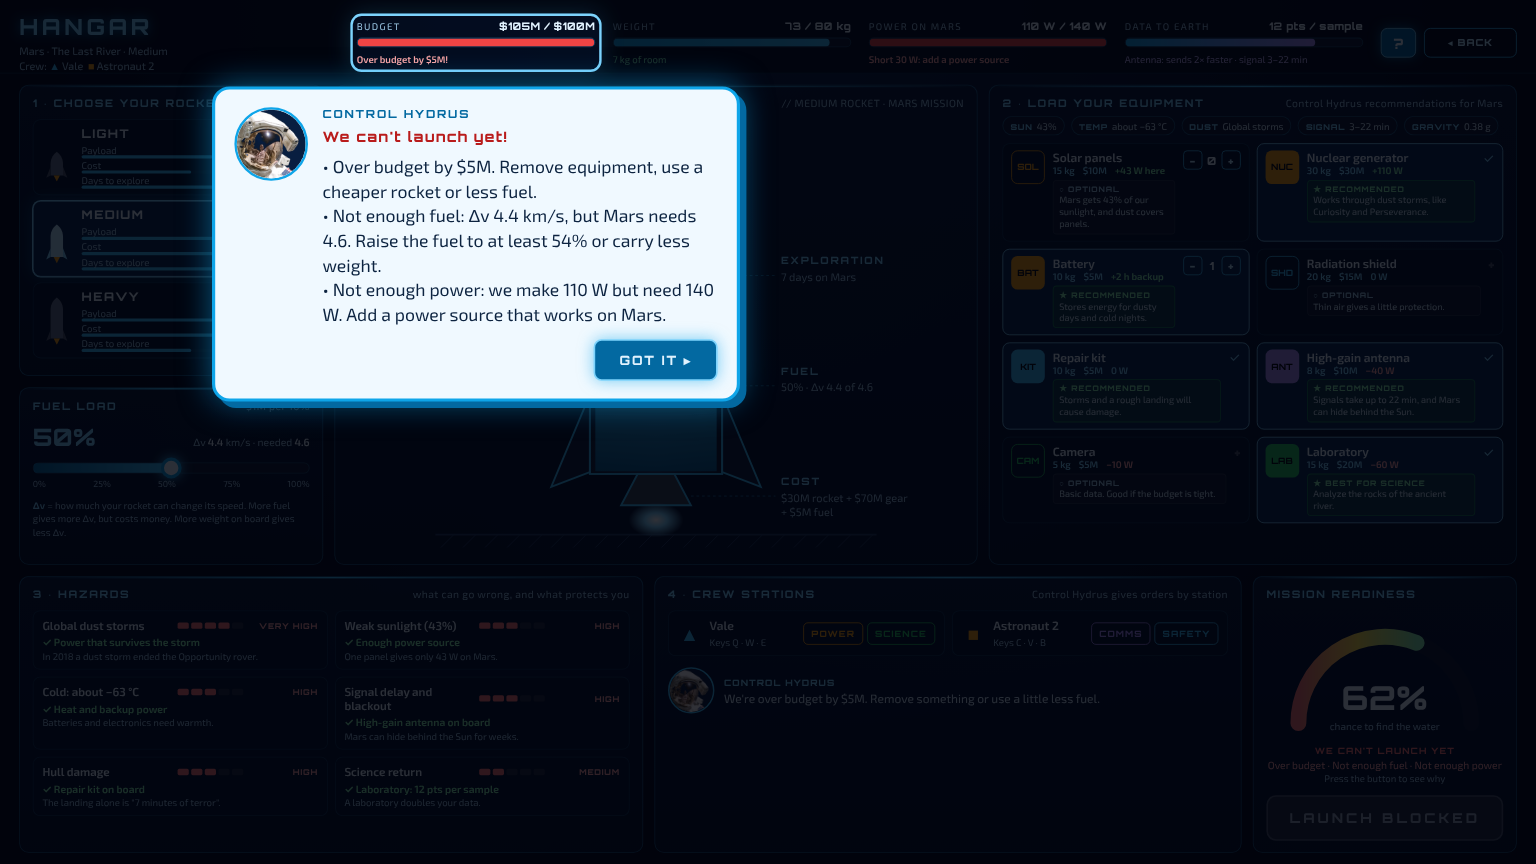 HANGAR
Mars · The Last River · Medium
Crew: ▲ Vale ■ Astronaut 2
BUDGET $105M / $100M
Over budget by $5M!
WEIGHT 73 / 80 kg
7 kg of room
POWER ON MARS 110 W / 140 W
Short 30 W: add a power source
DATA TO EARTH 12 pts / sample
Antenna: sends 2× faster · signal 3–22 min
?
◂ BACK
CONTROL HYDRUS
We can't launch yet!
• Over budget by $5M. Remove equipment, use a
cheaper rocket or less fuel.
• Not enough fuel: Δv 4.4 km/s, but Mars needs
4.6. Raise the fuel to at least 54% or carry less
weight.
• Not enough power: we make 110 W but need 140
W. Add a power source that works on Mars.
GOT IT ▸
1 · CHOOSE YOUR ROCKE
LIGHT
Payload
Cost
Days to explore
MEDIUM
Payload
Cost
Days to explore
HEAVY
Payload
Cost
Days to explore
FUEL LOAD
50%
Δv 4.4 km/s · needed 4.6
0% 25% 50% 75% 100%
Δv = how much your rocket can change its speed. More fuel
gives more Δv, but costs money. More weight on board gives
less Δv.
// MEDIUM ROCKET · MARS MISSION
EXPLORATION
7 days on Mars
FUEL
50% · Δv 4.4 of 4.6
COST
$30M rocket + $70M gear
+ $5M fuel
2 · LOAD YOUR EQUIPMENT
Control Hydrus recommendations for Mars
SUN 43%
TEMP about −63 °C
DUST Global storms
SIGNAL 3–22 min
GRAVITY 0.38 g
SOL
Solar panels
15 kg $10M +43 W here
− 0 +
○ OPTIONAL
Mars gets 43% of our
sunlight, and dust covers
panels.
NUC
Nuclear generator ✓
30 kg $30M +110 W
★ RECOMMENDED
Works through dust storms, like
Curiosity and Perseverance.
BAT
Battery
10 kg $5M +2 h backup
− 1 +
★ RECOMMENDED
Stores energy for dusty
days and cold nights.
SHD
Radiation shield +
20 kg $15M 0 W
○ OPTIONAL
Thin air gives a little protection.
KIT
Repair kit ✓
10 kg $5M 0 W
★ RECOMMENDED
Storms and a rough landing will
cause damage.
ANT
High-gain antenna ✓
8 kg $10M −40 W
★ RECOMMENDED
Signals take up to 22 min, and Mars
can hide behind the Sun.
CAM
Camera +
5 kg $5M −10 W
○ OPTIONAL
Basic data. Good if the budget is tight.
LAB
Laboratory ✓
15 kg $20M −60 W
★ BEST FOR SCIENCE
Analyze the rocks of the ancient
river.
3 · HAZARDS
what can go wrong, and what protects you
Global dust storms VERY HIGH
✓ Power that survives the storm
In 2018 a dust storm ended the Opportunity rover.
Weak sunlight (43%) HIGH
✓ Enough power source
One panel gives only 43 W on Mars.
Cold: about −63 °C HIGH
✓ Heat and backup power
Batteries and electronics need warmth.
Signal delay and
blackout HIGH
✓ High-gain antenna on board
Mars can hide behind the Sun for weeks.
Hull damage HIGH
✓ Repair kit on board
The landing alone is "7 minutes of terror".
Science return MEDIUM
✓ Laboratory: 12 pts per sample
A laboratory doubles your data.
4 · CREW STATIONS
Control Hydrus gives orders by station
▲ Vale
Keys Q · W · E
POWER SCIENCE
■ Astronaut 2
Keys C · V · B
COMMS SAFETY
CONTROL HYDRUS
We're over budget by $5M. Remove something or use a little less fuel.
MISSION READINESS
62%
chance to find the water
WE CAN'T LAUNCH YET
Over budget · Not enough fuel · Not enough power
Press the button to see why
LAUNCH BLOCKED